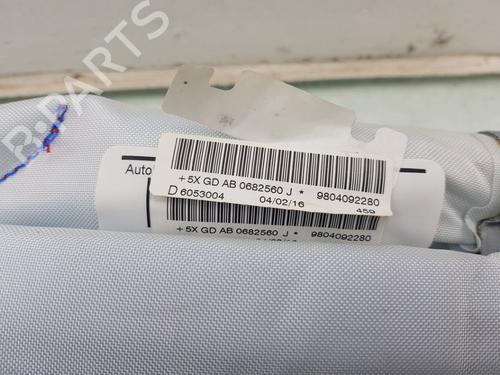 B-PARTS
Auto
+ 5X GD AB 0682560 J * 9804092280
D 6053004 04/02/16 459
+ 5X GD AB 0682560 J * 9804092280